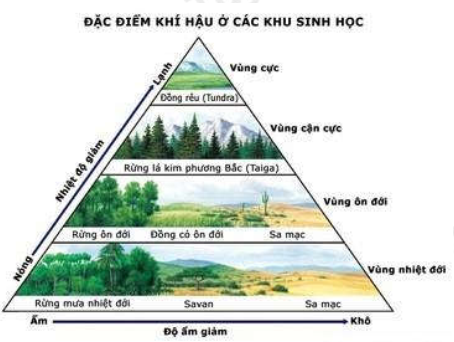 ĐẶC ĐIỂM KHÍ HẬU Ở CÁC KHU SINH HỌC
Lạnh
Vùng cực
Đồng rêu (Tundra)
Vùng cận cực
Nhiệt độ giảm
Rừng lá kim phương Bắc (Taiga)
Vùng ôn đới
Rừng ôn đới Đồng cỏ ôn đới Sa mạc
Nóng
Vùng nhiệt đới
Rừng mưa nhiệt đới Savan Sa mạc
Ẩm Khô
Độ ẩm giảm